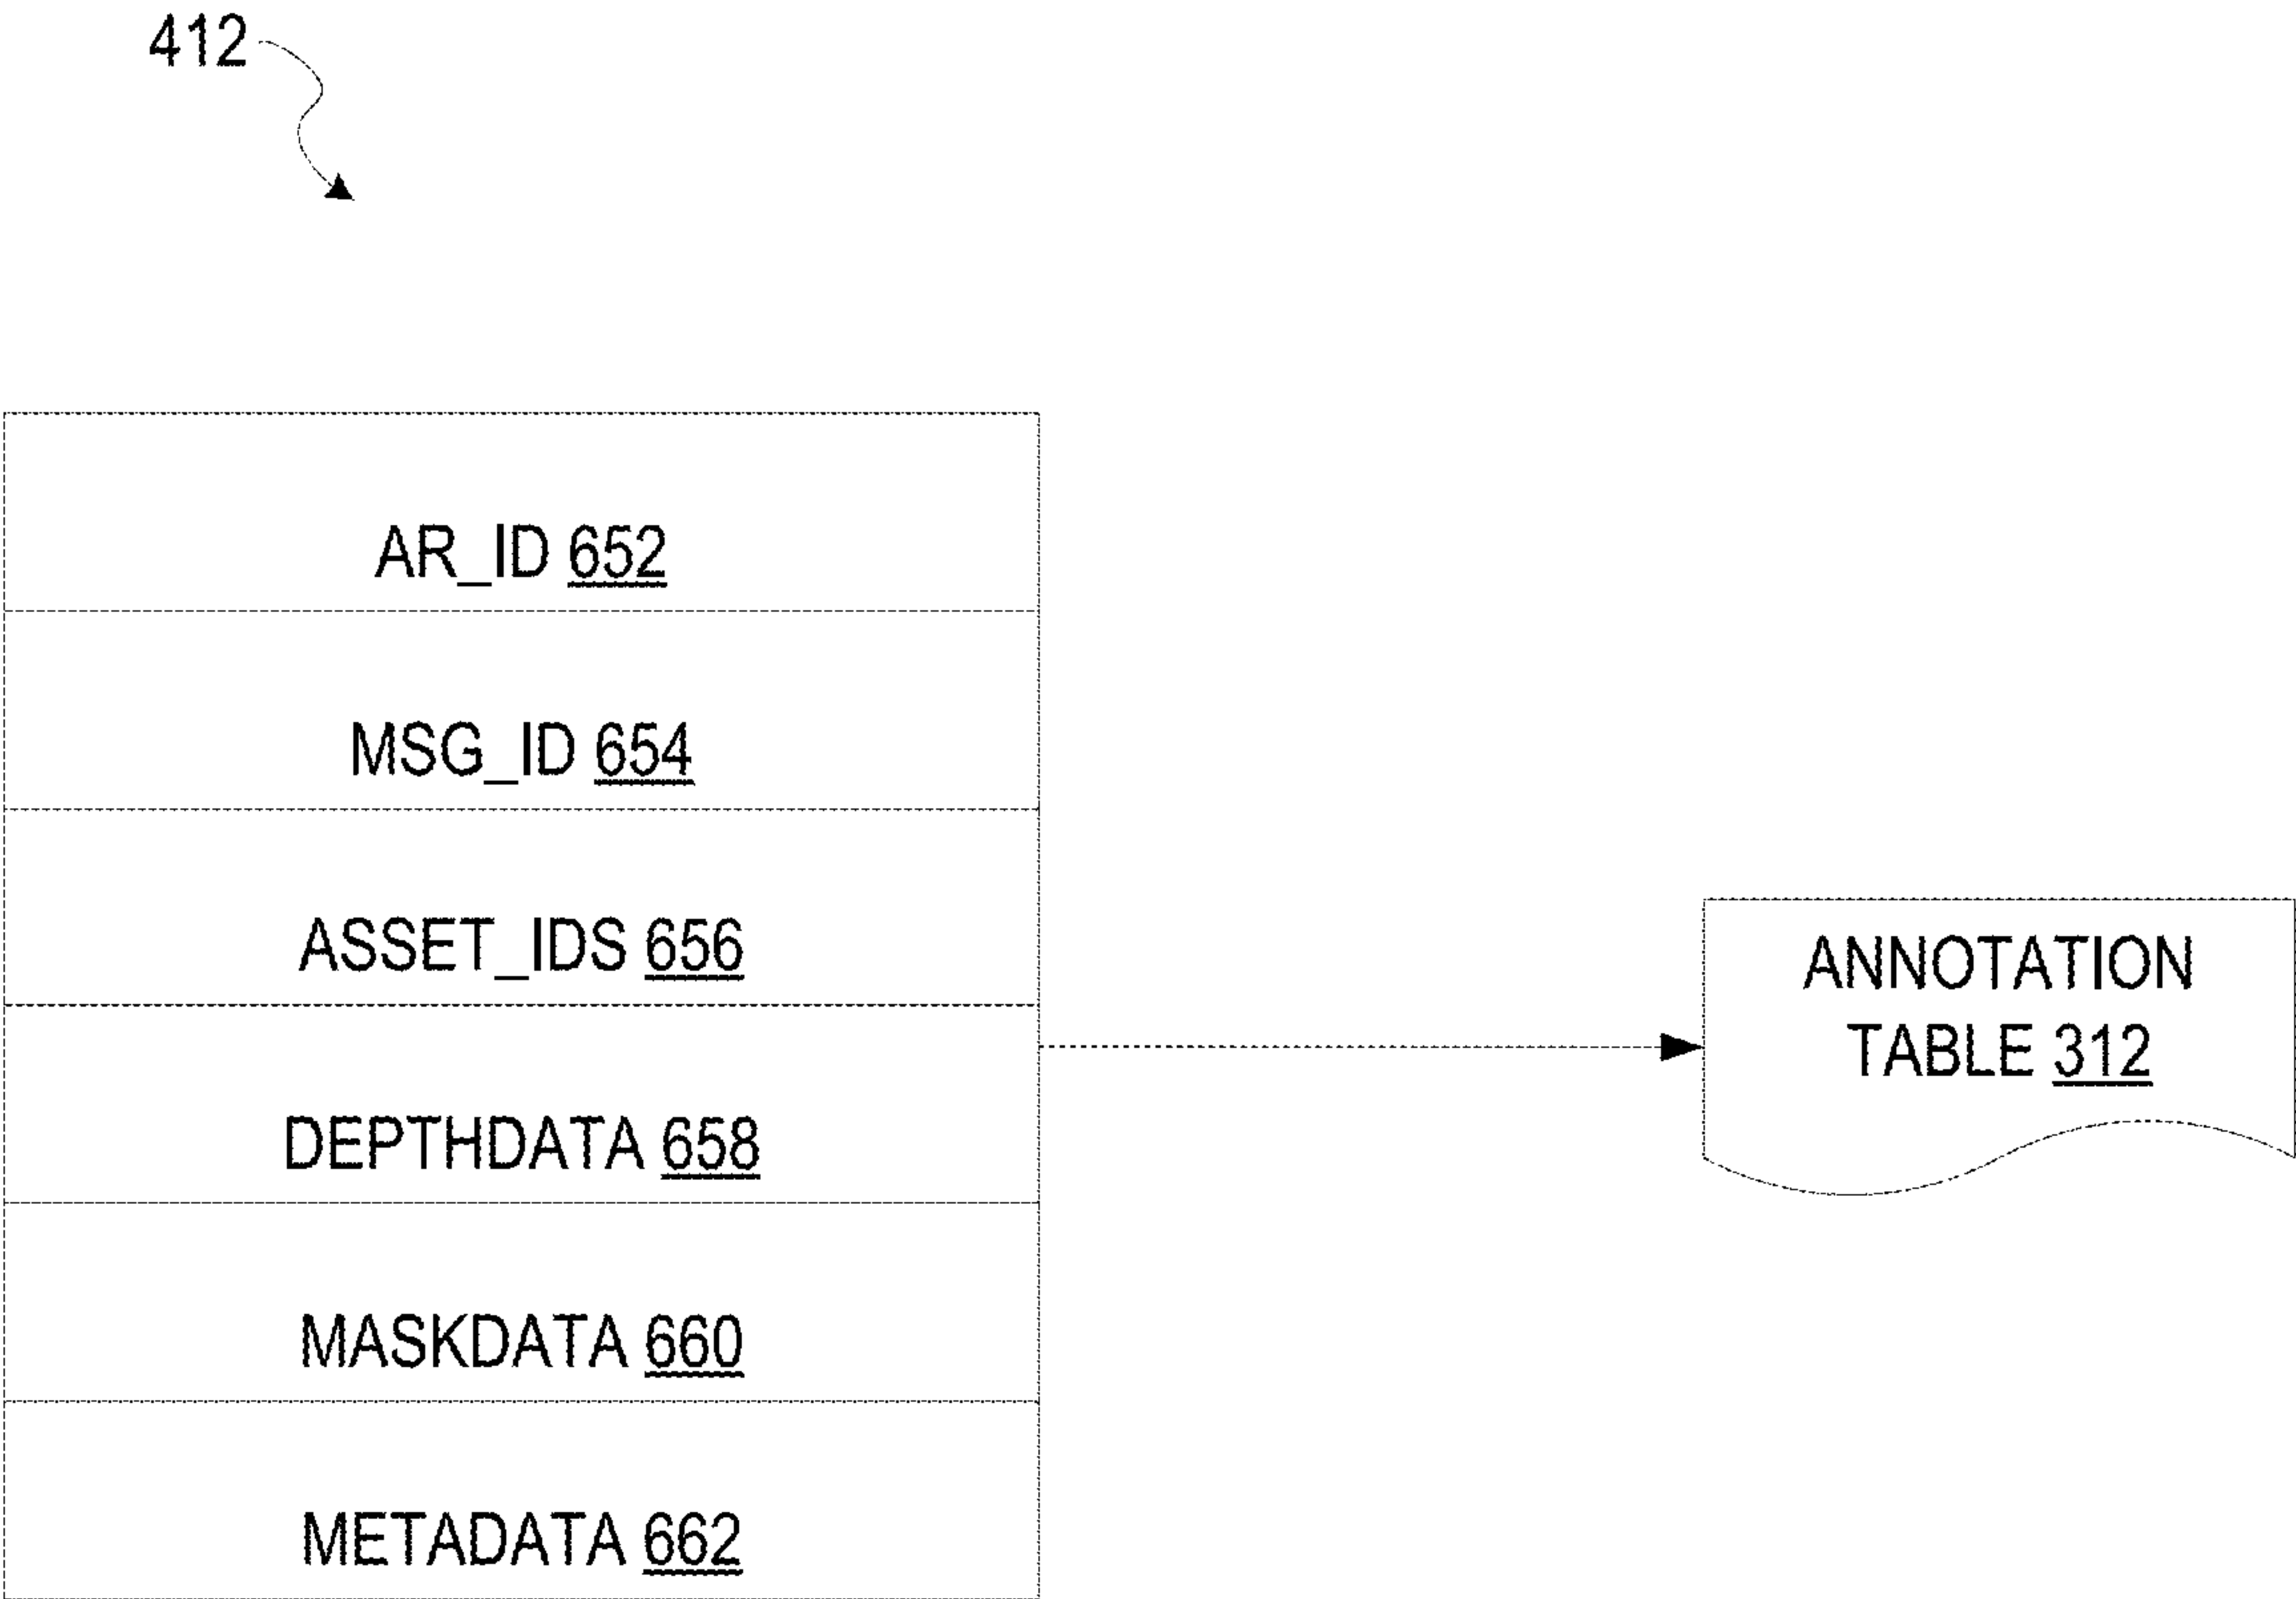 412
AR_ID 652
MSG_ID 654
ASSET_IDS 656
DEPTHDATA 658
MASKDATA 660
METADATA 662
ANNOTATION
TABLE 312